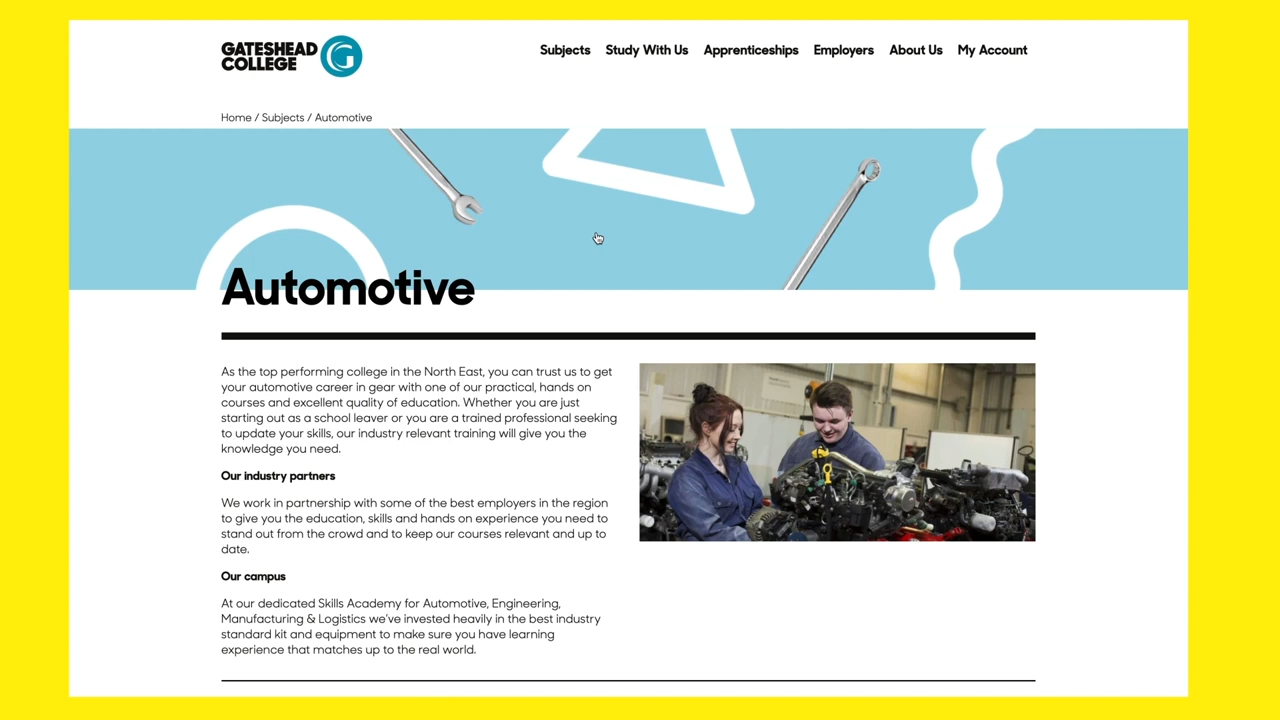 GATESHEAD
COLLEGE
Subjects Study With Us Apprenticeships Employers About Us My Account
Home / Subjects / Automotive
Automotive
As the top performing college in the North East, you can trust us to get
your automotive career in gear with one of our practical, hands on
courses and excellent quality of education. Whether you are just
starting out as a school leaver or you are a trained professional seeking
to update your skills, our industry relevant training will give you the
knowledge you need.
Our industry partners
We work in partnership with some of the best employers in the region
to give you the education, skills and hands on experience you need to
stand out from the crowd and to keep our courses relevant and up to
date.
Our campus
At our dedicated Skills Academy for Automotive, Engineering,
Manufacturing & Logistics we've invested heavily in the best industry
standard kit and equipment to make sure you have learning
experience that matches up to the real world.